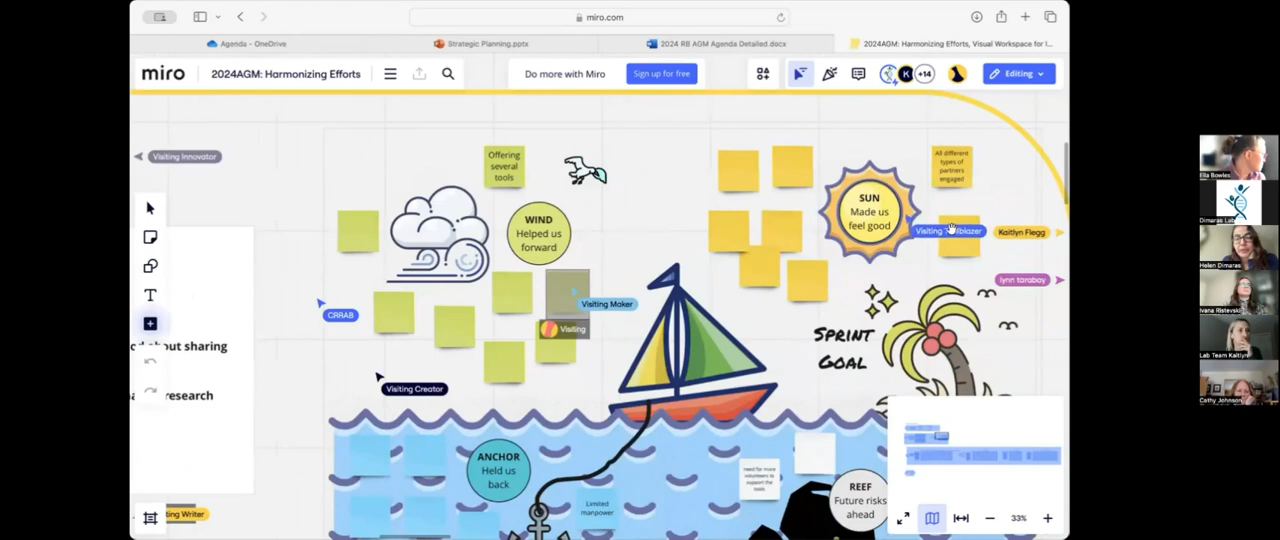 miro.com
Agenda - OneDrive
Strategic Planning.pptx
2024 RB AGM Agenda Detailed.docx
2024AGM: Harmonizing Efforts, Visual Workspace for I...
miro
2024AGM: Harmonizing Efforts
Do more with Miro
Sign up for free
K
+14
Editing
Visiting Innovator
Offering
several
tools
WIND
Helped us
forward
SUN
Made us
feel good
All different
types of
partners
engaged
Kaitlyn Flegg
lynn tarabay
CRRAB
Visiting Maker
Visiting
Visiting Creator
SPRINT
GOAL
about sharing
research
ANCHOR
Held us
back
Limited
manpower
need for more
volunteers to
support the
tools
REEF
Future risks
ahead
ting Writer
33%
Ella Bowles
Dimaras Lab
Helen Dimaras
Ivana Ristevski
Lab Team Kaitlyn
Cathy Johnson